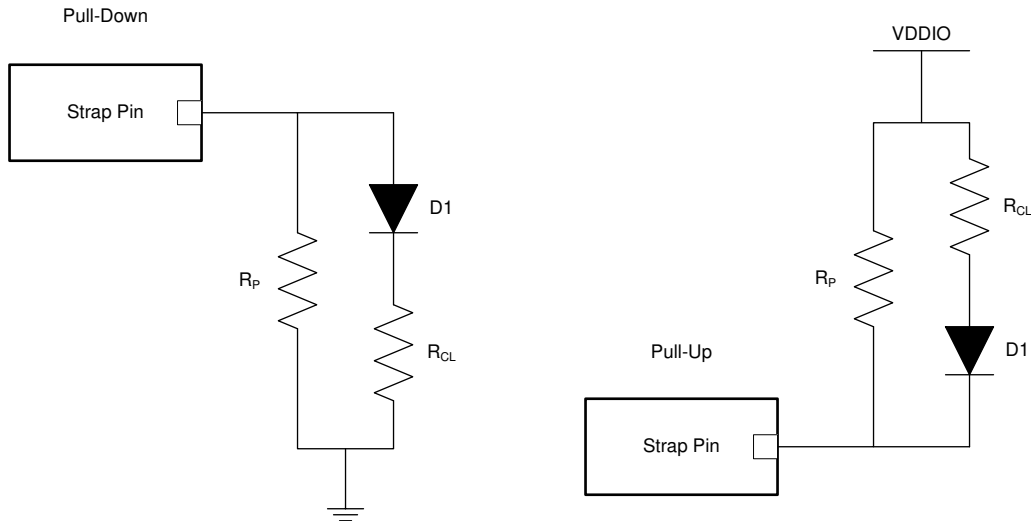 Pull-Down
Strap Pin
D1
RP
RCL
VDDIO
RCL
RP
D1
Pull-Up
Strap Pin